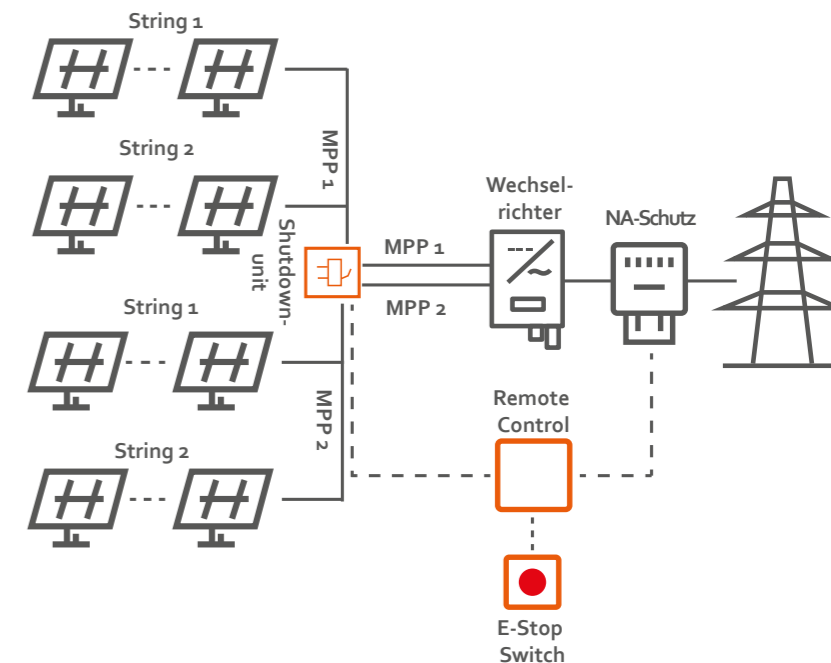 String 1
MPP 1
String 2
Shutdown-
unit
String 1
MPP 2
String 2
MPP 1
MPP 2
Wechsel-
richter
NA-Schutz
Remote
Control
E-Stop
Switch